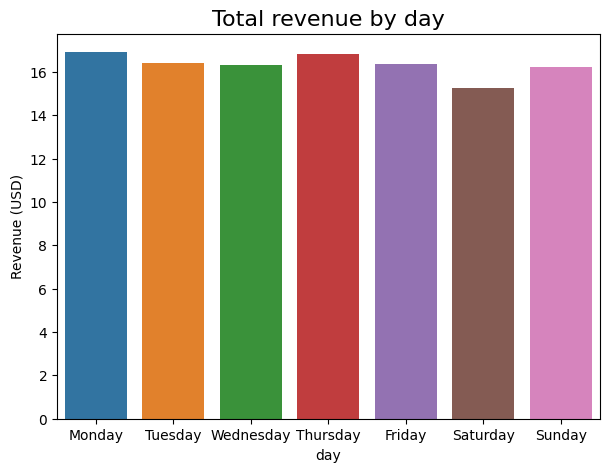 Total revenue by day
Revenue (USD)
16
14
12
10
8
6
4
2
0
Monday Tuesday Wednesday Thursday Friday Saturday Sunday
day